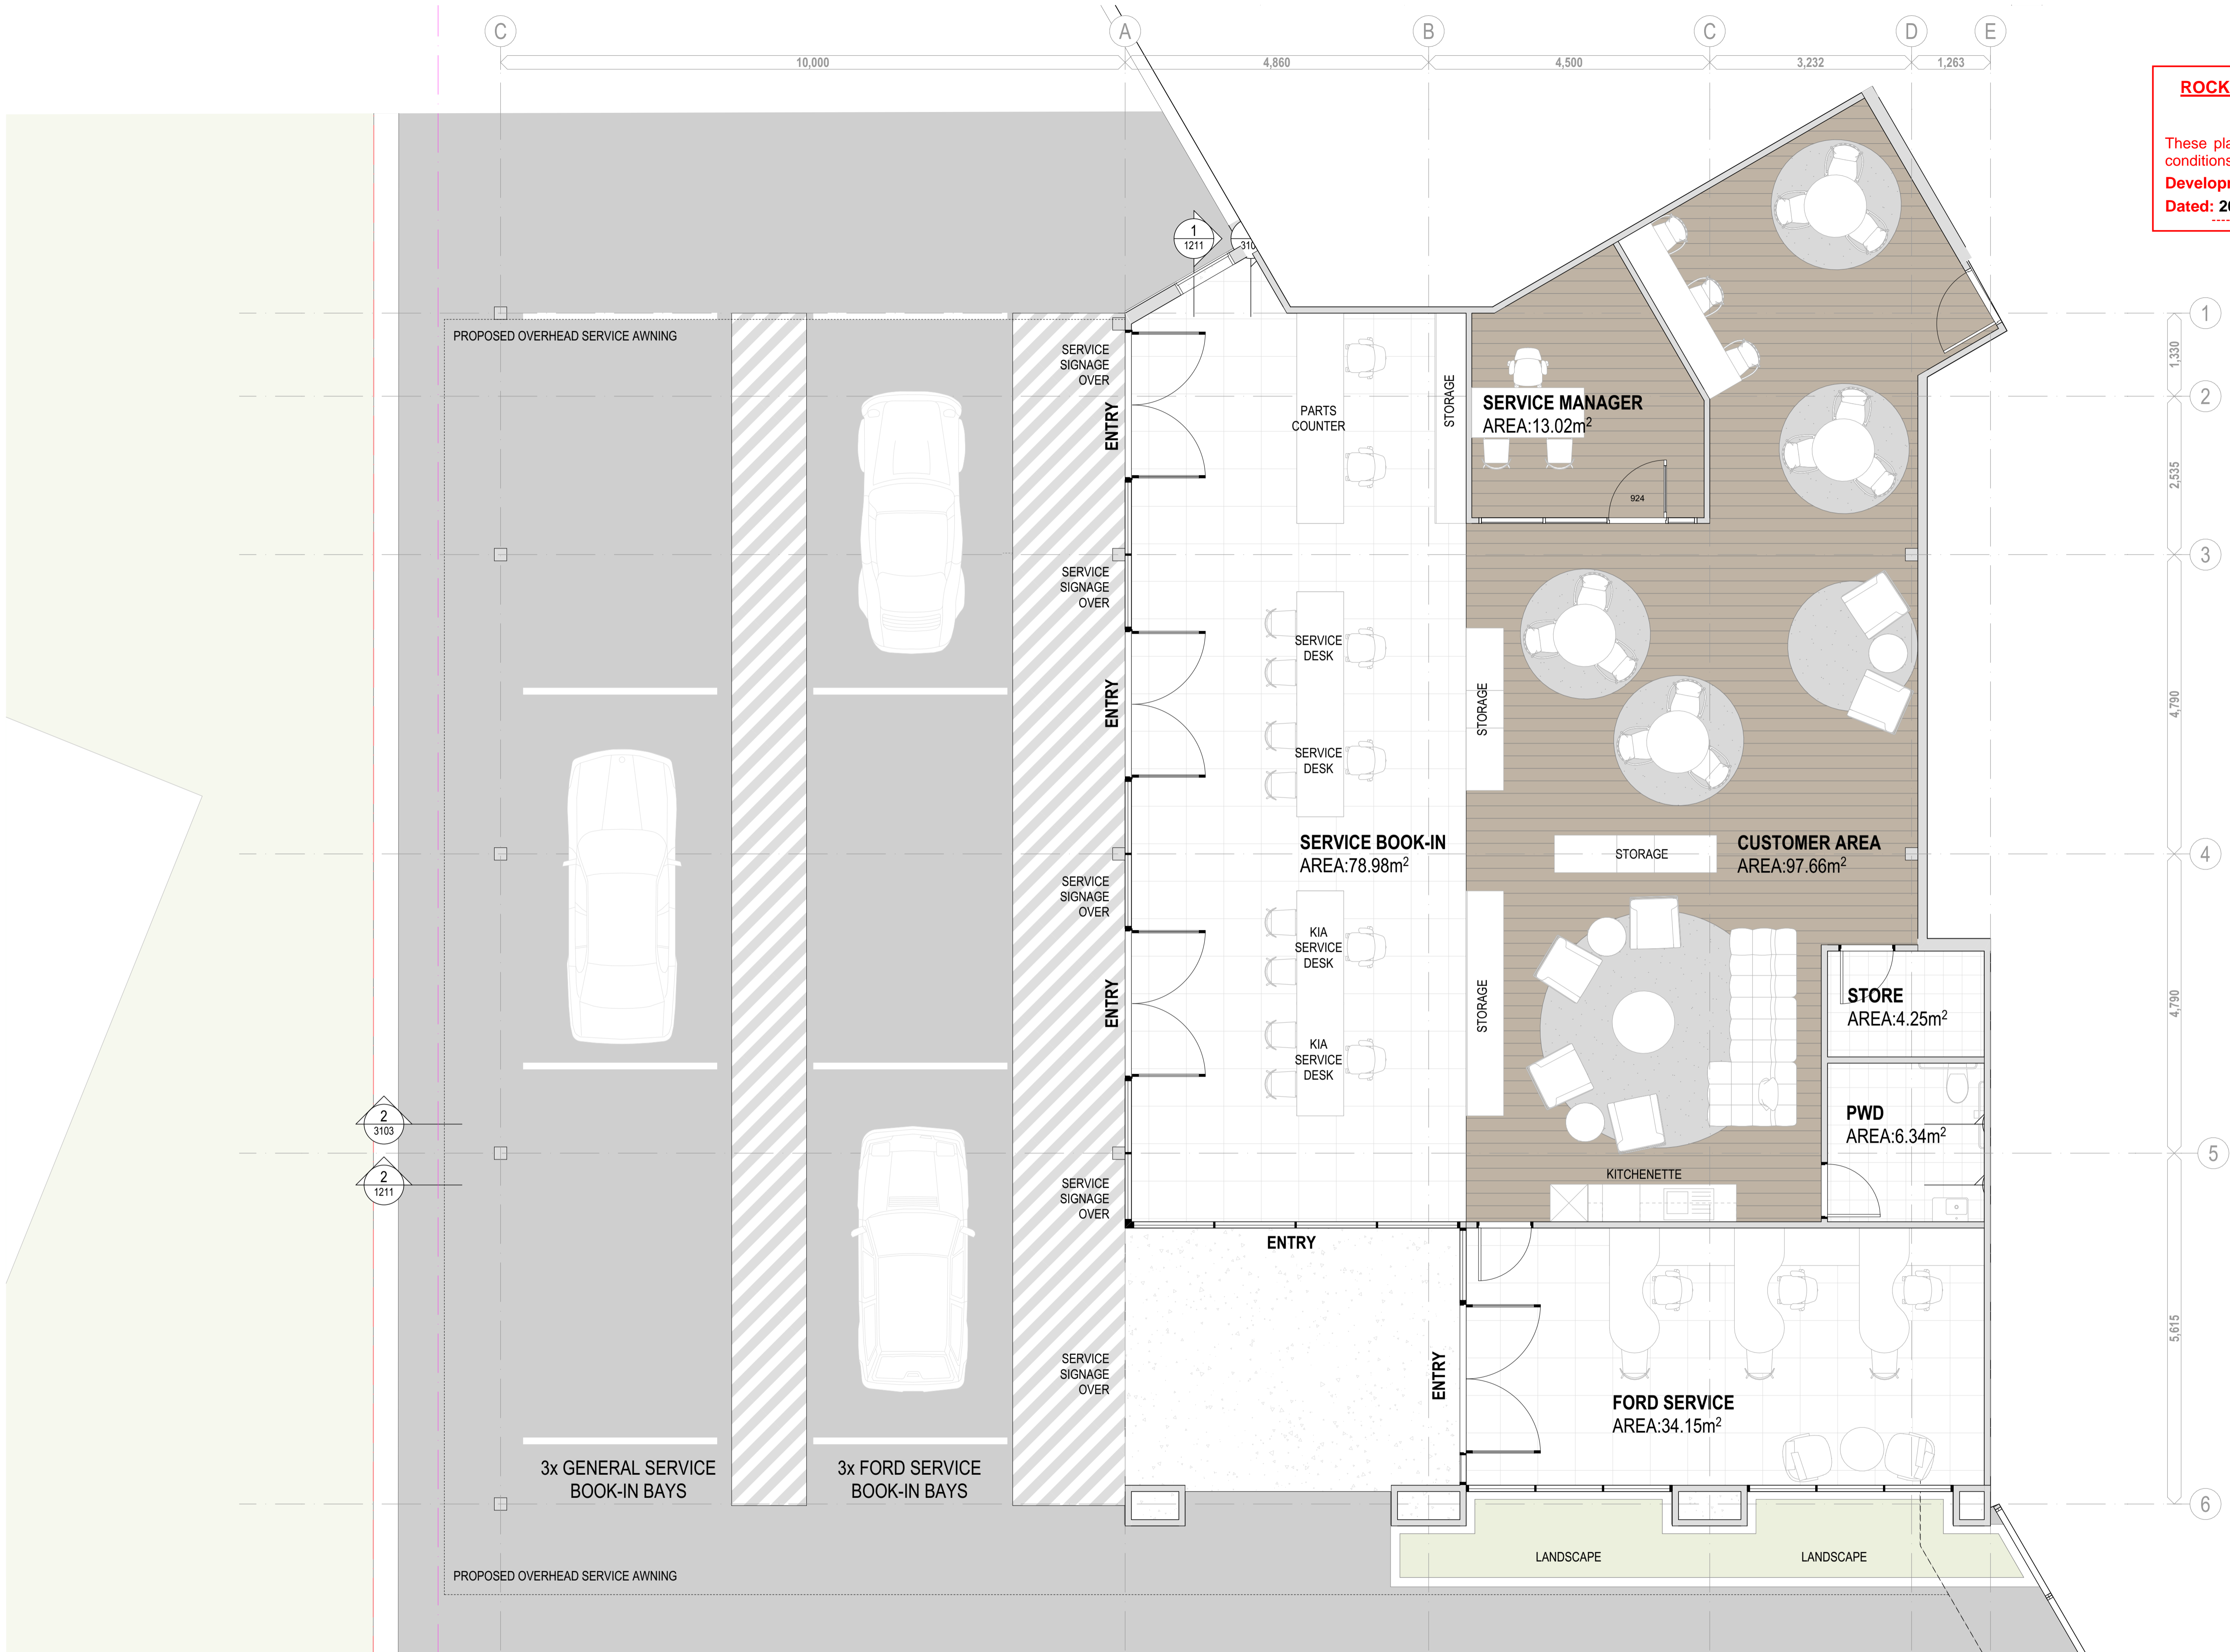 C
A
B
C
D
E
10,000
4,860
4,500
3,232
1,263
ROCK
These pla
conditions
Developm
Dated: 20
1
1211
310
PROPOSED OVERHEAD SERVICE AWNING
SERVICE
SIGNAGE
OVER
ENTRY
PARTS
COUNTER
STORAGE
SERVICE MANAGER
AREA:13.02m²
924
1
1,330
2
2,535
3
SERVICE
SIGNAGE
OVER
ENTRY
SERVICE
DESK
SERVICE
DESK
STORAGE
4,790
SERVICE BOOK-IN
AREA:78.98m²
STORAGE
CUSTOMER AREA
AREA:97.66m²
4
SERVICE
SIGNAGE
OVER
ENTRY
KIA
SERVICE
DESK
KIA
SERVICE
DESK
STORAGE
STORE
AREA:4.25m²
4,790
PWD
AREA:6.34m²
2
3103
2
1211
5
KITCHENETTE
SERVICE
SIGNAGE
OVER
ENTRY
SERVICE
SIGNAGE
OVER
ENTRY
FORD SERVICE
AREA:34.15m²
5,615
3x GENERAL SERVICE
BOOK-IN BAYS
3x FORD SERVICE
BOOK-IN BAYS
6
LANDSCAPE
LANDSCAPE
PROPOSED OVERHEAD SERVICE AWNING